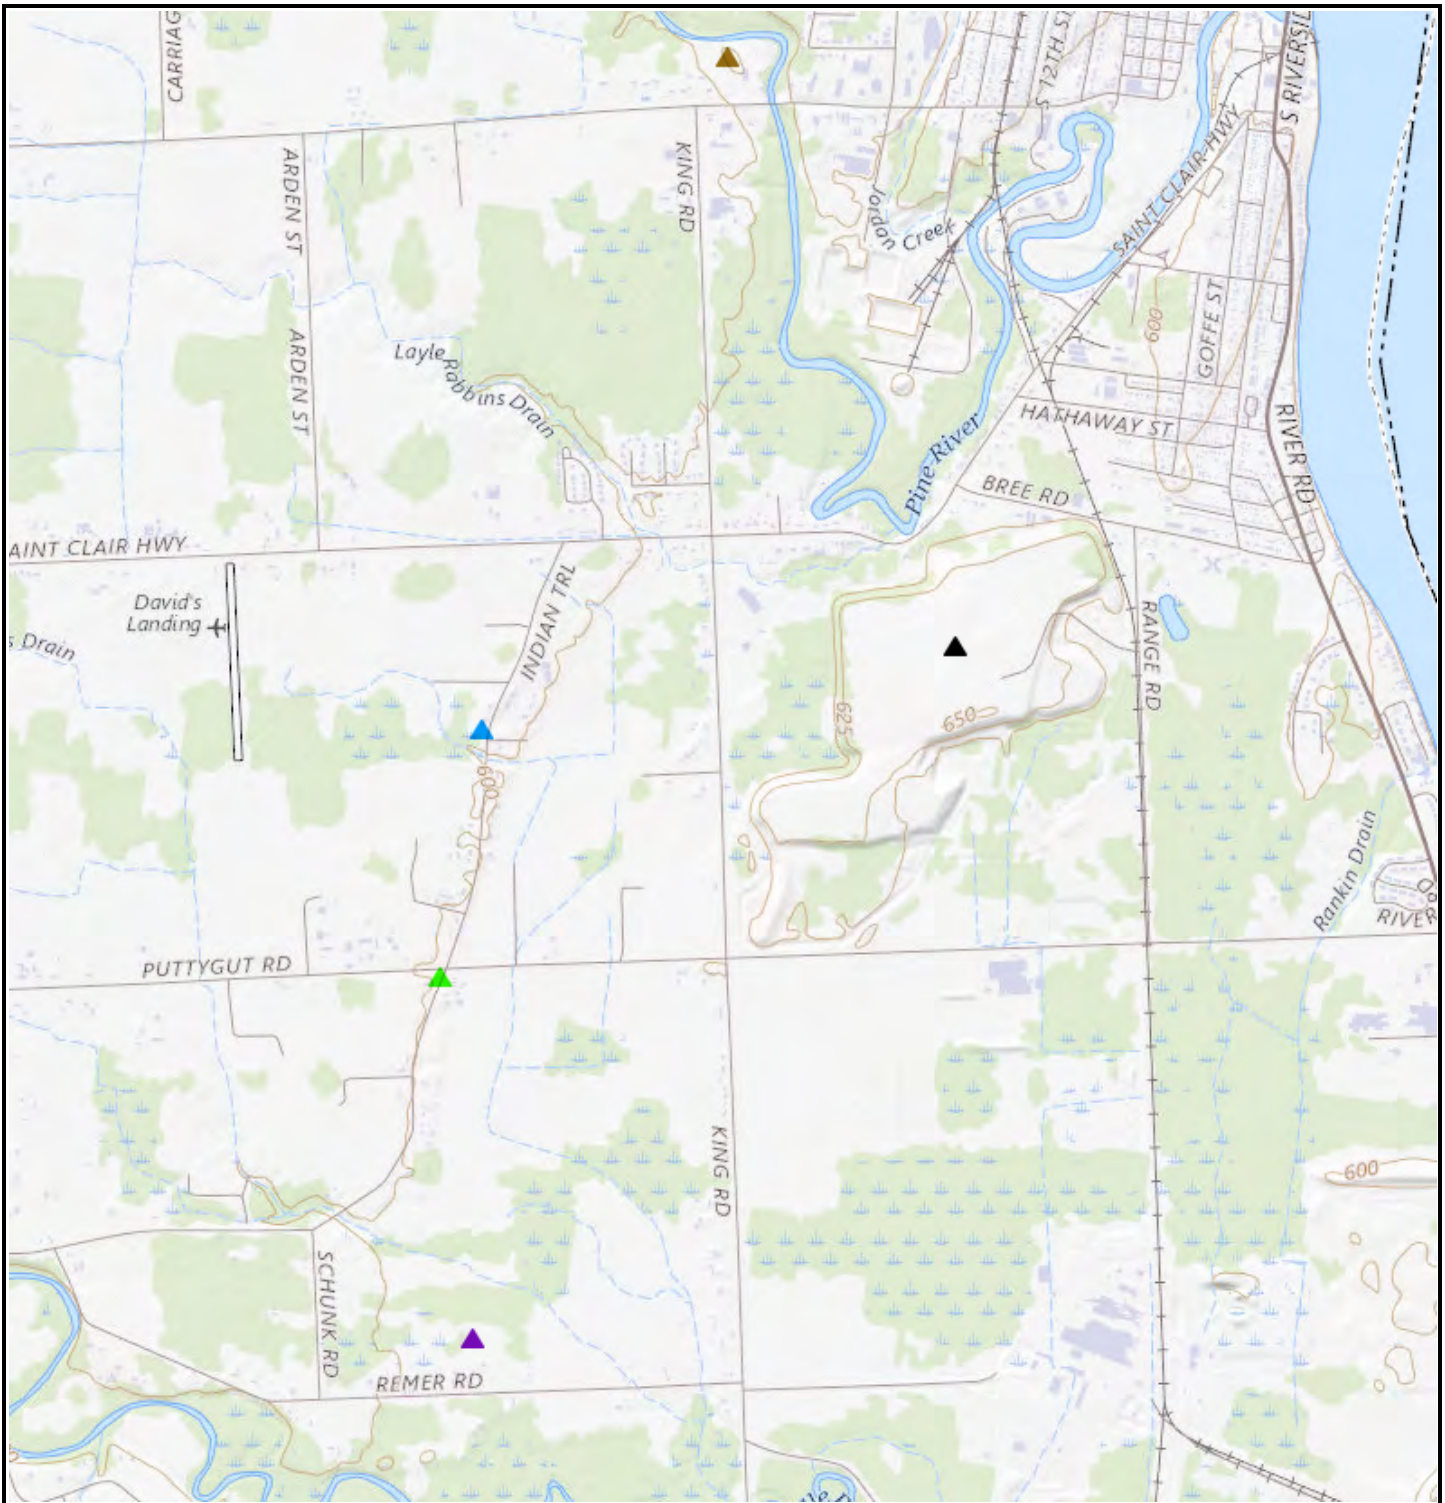 CARRIAG
S 12TH ST
S RIVERSID
SAINT CLAIR HWY
ARDEN ST
KING RD
Jordan Creek
GOFFE ST
600
ARDEN ST
Layle Rabbins Drain
HATHAWAY ST
RIVER RD
Pine River
BREE RD
AINT CLAIR HWY
David's
Landing
INDIAN TRL
s Drain
RANGE RD
625
650
600
Rankin Drain
RIVER
PUTTYGUT RD
KING RD
600
SCHUNK RD
REMER RD